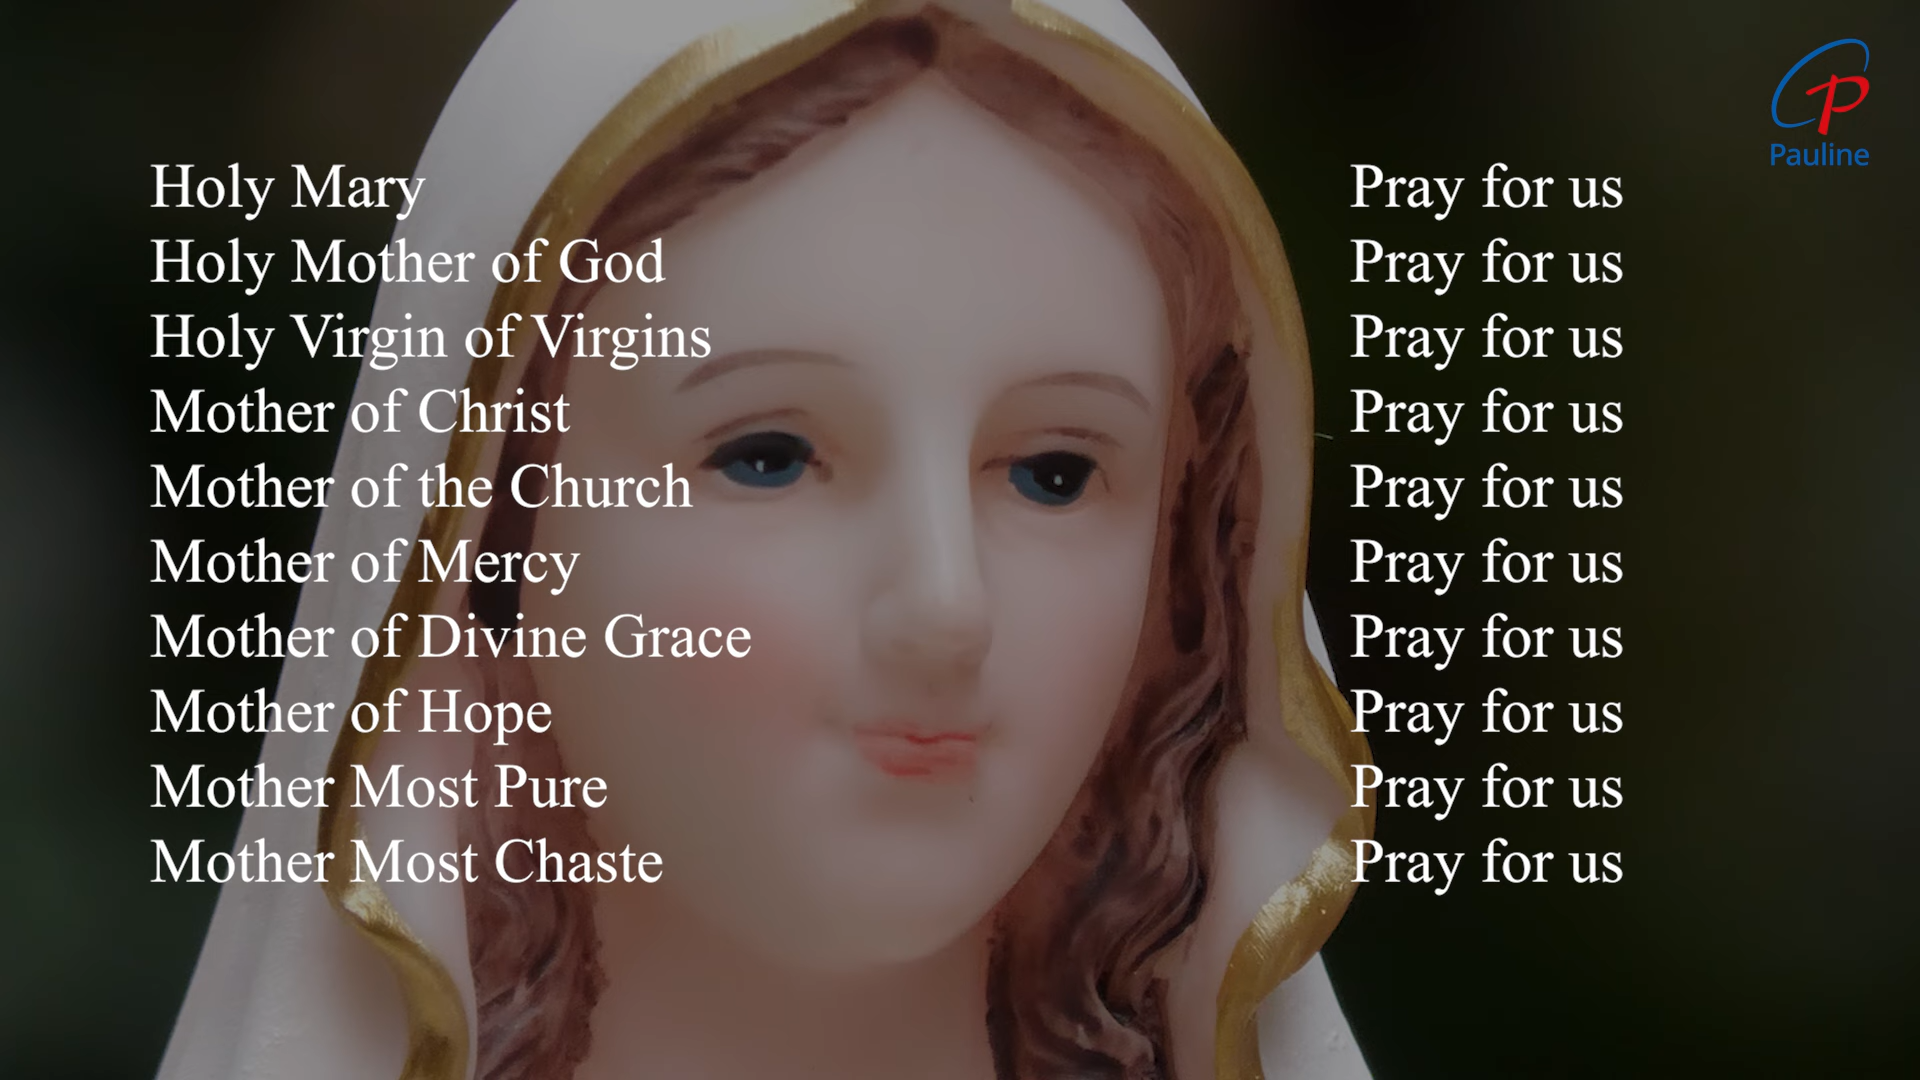 Pauline
Holy Mary Pray for us
Holy Mother of God Pray for us
Holy Virgin of Virgins Pray for us
Mother of Christ Pray for us
Mother of the Church Pray for us
Mother of Mercy Pray for us
Mother of Divine Grace Pray for us
Mother of Hope Pray for us
Mother Most Pure Pray for us
Mother Most Chaste Pray for us